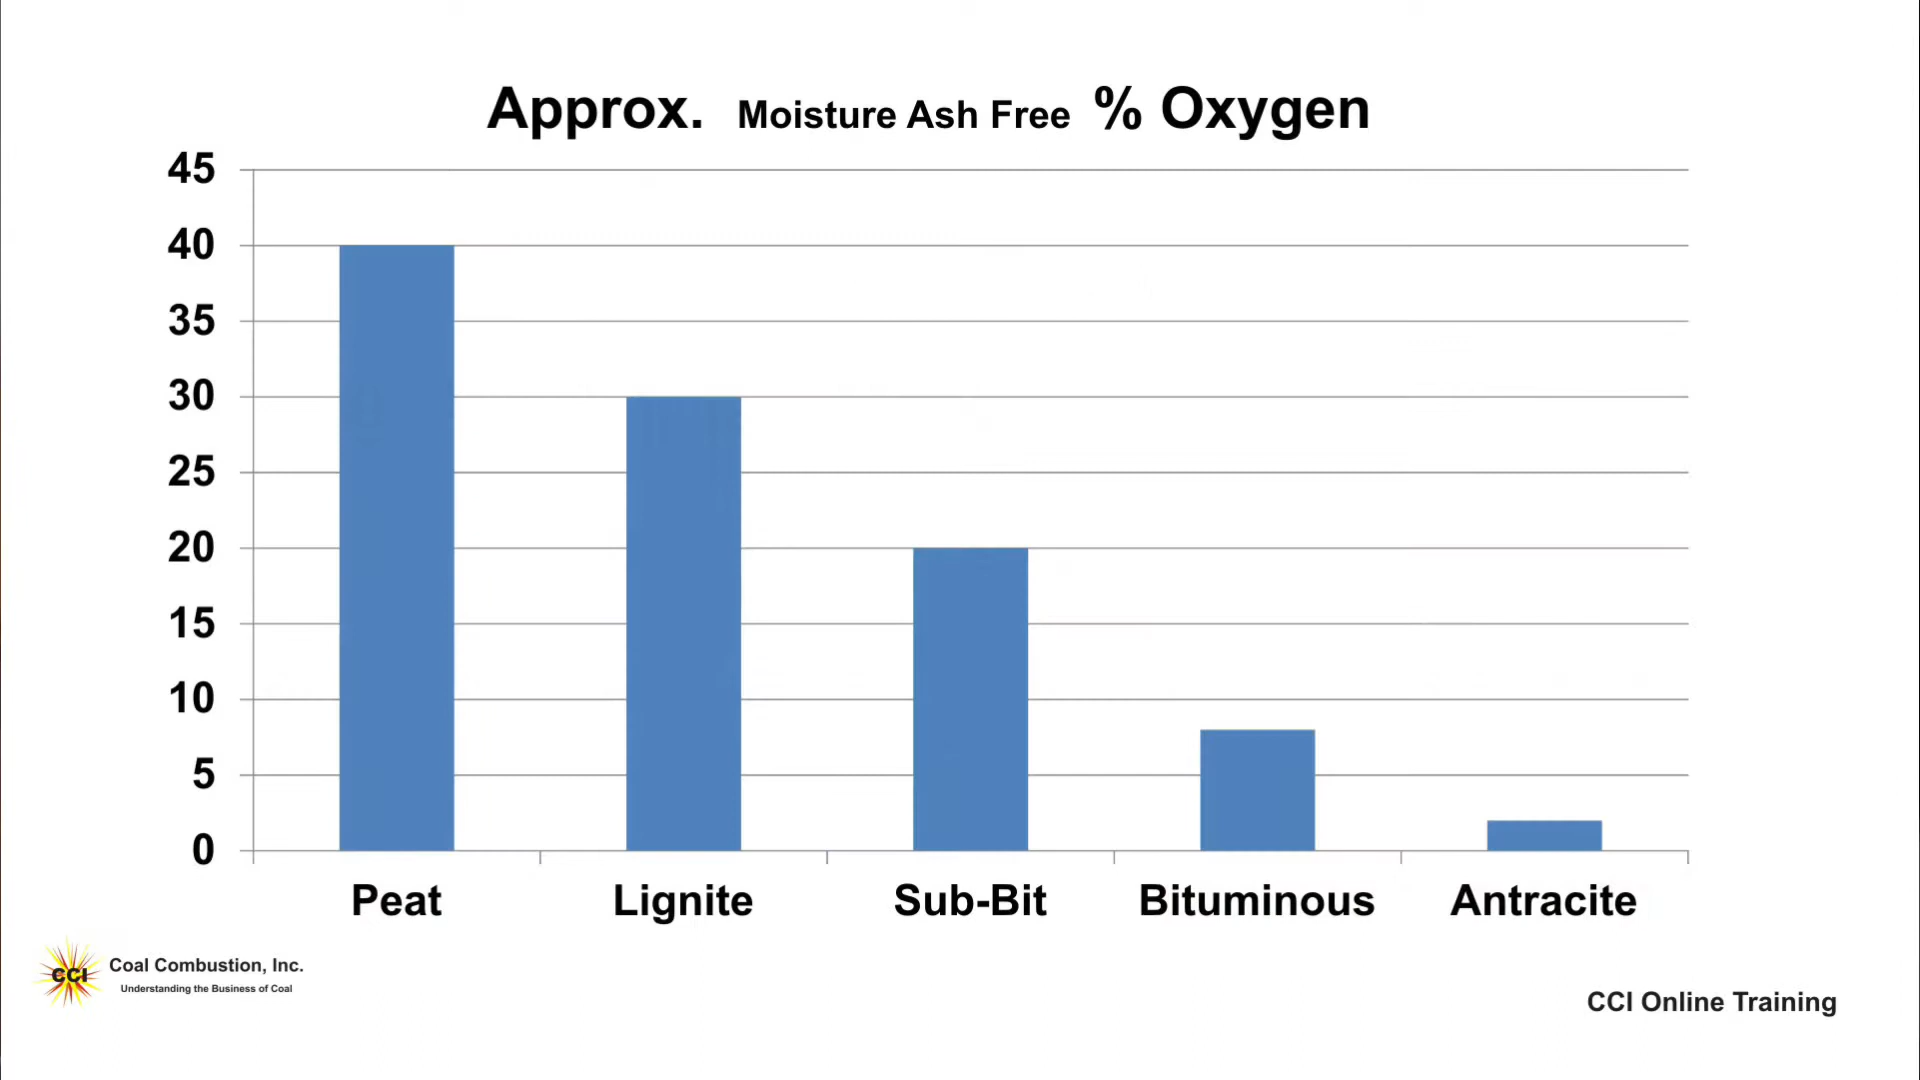 Approx. Moisture Ash Free % Oxygen
45
40
35
30
25
20
15
10
5
0
Peat Lignite Sub-Bit Bituminous Antracite
CCI Coal Combustion, Inc.
Understanding the Business of Coal
CCI Online Training